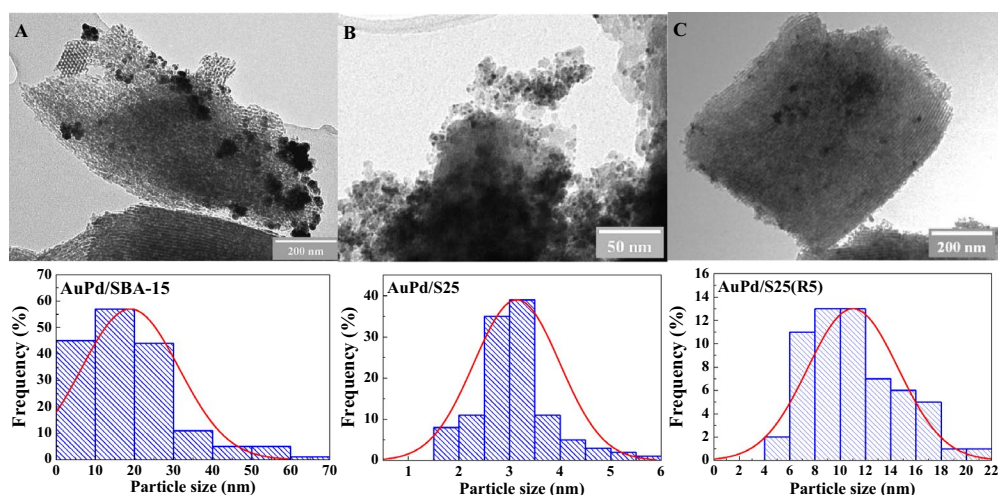 A
B
C
200 nm
50 nm
200 nm
AuPd/SBA-15
70
60
50
40
30
20
10
0
Frequency (%)
0 10 20 30 40 50 60 70
Particle size (nm)
AuPd/S25
40
30
20
10
0
Frequency (%)
1 2 3 4 5 6
Particle size (nm)
AuPd/S25(R5)
16
14
12
10
8
6
4
2
0
Frequency (%)
0 2 4 6 8 10 12 14 16 18 20 22
Particle size (nm)